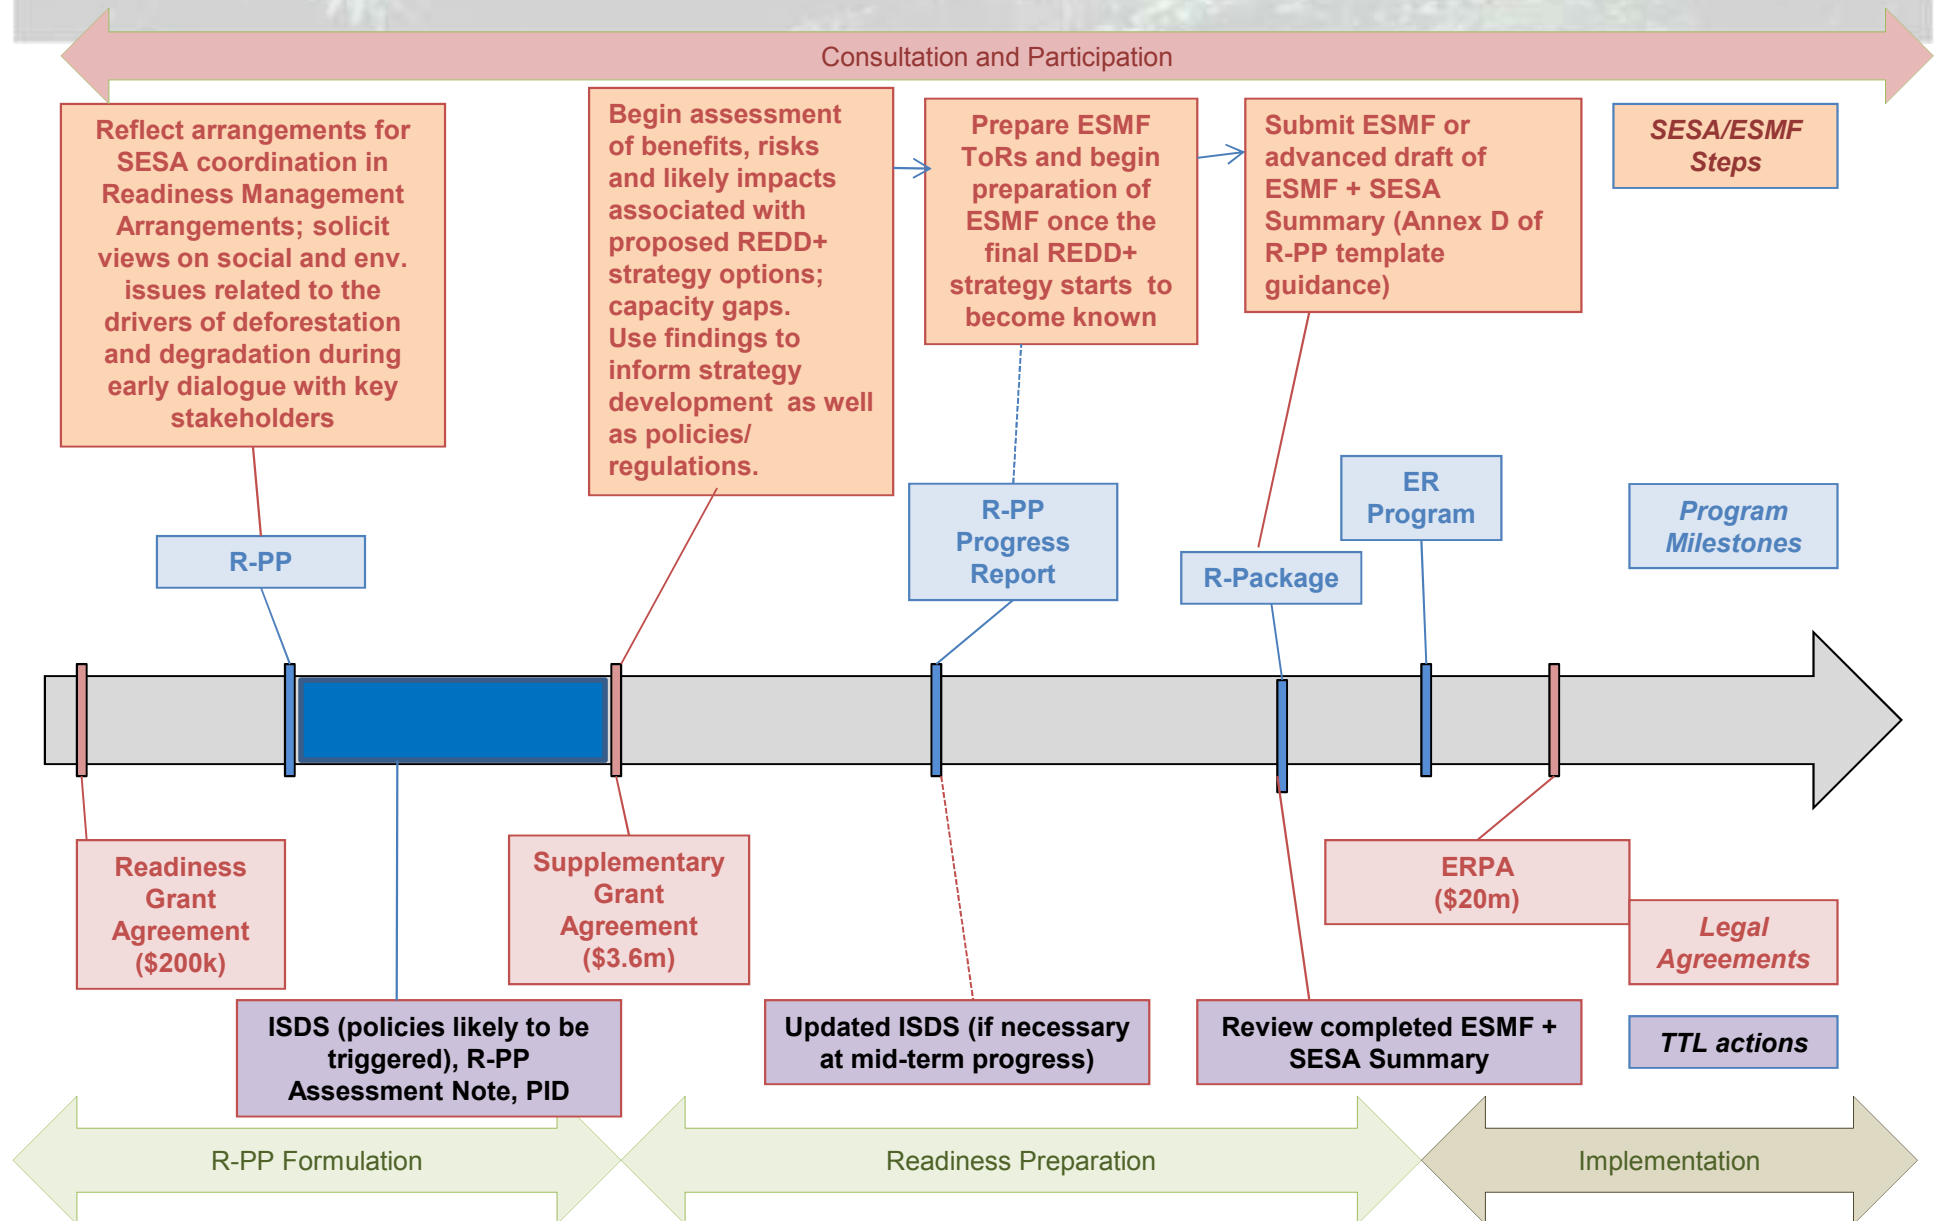 Consultation and Participation
Reflect arrangements for
SESA coordination in
Readiness Management
Arrangements; solicit
views on social and env.
issues related to the
drivers of deforestation
and degradation during
early dialogue with key
stakeholders
Begin assessment
of benefits, risks
and likely impacts
associated with
proposed REDD+
strategy options;
capacity gaps.
Use findings to
inform strategy
development as well
as policies/
regulations.
Prepare ESMF
ToRs and begin
preparation of
ESMF once the
final REDD+
strategy starts to
become known
Submit ESMF or
advanced draft of
ESMF + SESA
Summary (Annex D of
R-PP template
guidance)
SESA/ESMF
Steps
R-PP
R-PP
Progress
Report
R-Package
ER
Program
Program
Milestones
Readiness
Grant
Agreement
($200k)
Supplementary
Grant
Agreement
($3.6m)
ERPA
($20m)
Legal
Agreements
ISDS (policies likely to be
triggered), R-PP
Assessment Note, PID
Updated ISDS (if necessary
at mid-term progress)
Review completed ESMF +
SESA Summary
TTL actions
R-PP Formulation
Readiness Preparation
Implementation